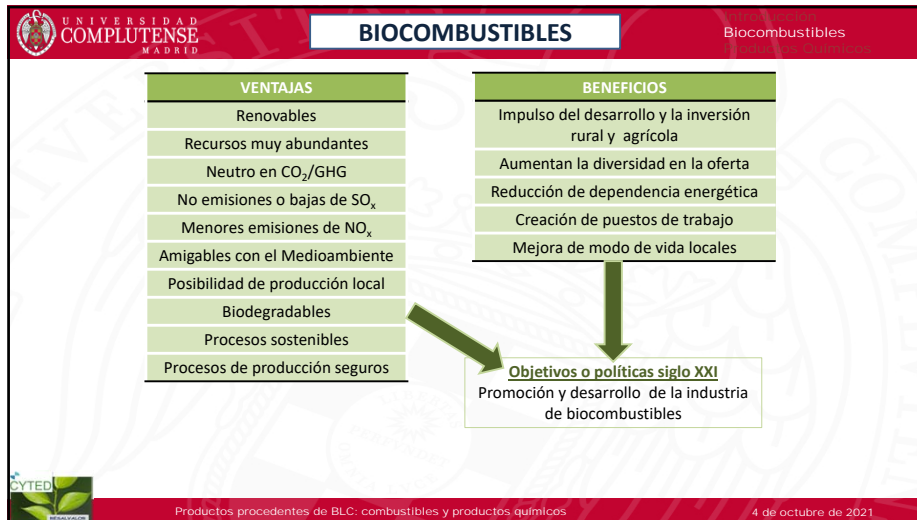 UNIVERSIDAD
COMPLUTENSE
MADRID
BIOCOMBUSTIBLES
Introducción
Biocombustibles
Productos Químicos
VENTAJAS
Renovables
Recursos muy abundantes
Neutro en CO₂/GHG
No emisiones o bajas de SOₓ
Menores emisiones de NOₓ
Amigables con el Medioambiente
Posibilidad de producción local
Biodegradables
Procesos sostenibles
Procesos de producción seguros
BENEFICIOS
Impulso del desarrollo y la inversión
rural y agrícola
Aumentan la diversidad en la oferta
Reducción de dependencia energética
Creación de puestos de trabajo
Mejora de modo de vida locales
Objetivos o políticas siglo XXI
Promoción y desarrollo de la industria
de biocombustibles
CYTED
Productos procedentes de BLC: combustibles y productos químicos
4 de octubre de 2021